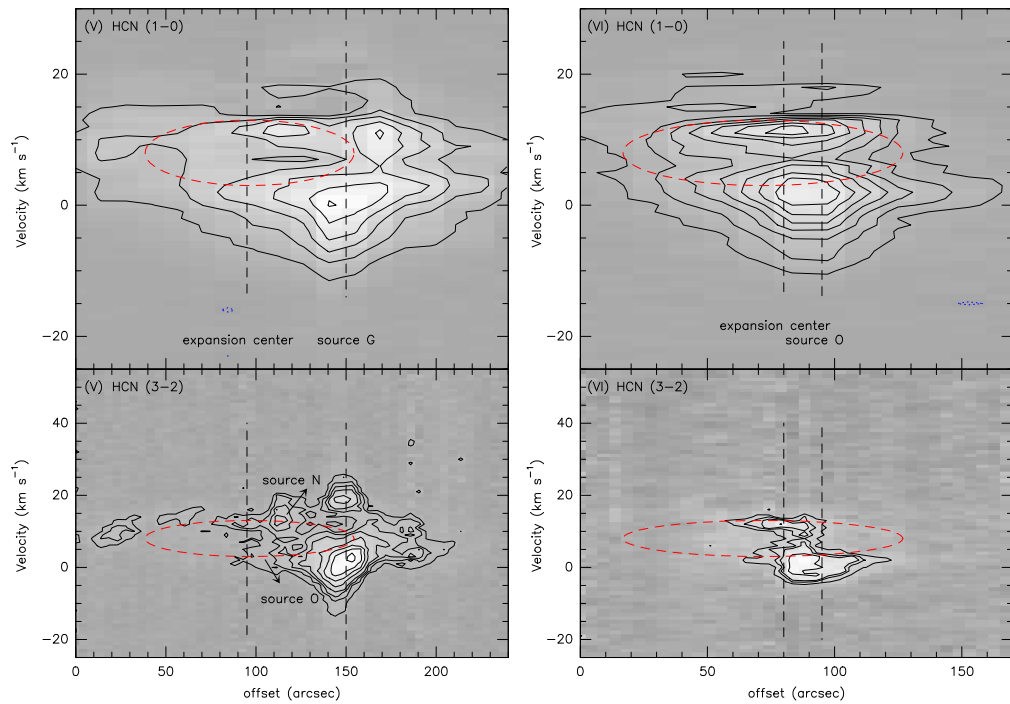 (V) HCN (1−0)
(VI) HCN (1−0)
Velocity (km s⁻¹)
20
0
−20
expansion center
source G
Velocity (km s⁻¹)
20
0
−20
expansion center
source O
(V) HCN (3−2)
(VI) HCN (3−2)
Velocity (km s⁻¹)
40
20
0
−20
source N
source O
Velocity (km s⁻¹)
40
20
0
−20
0 50 100 150 200
offset (arcsec)
0 50 100 150
offset (arcsec)